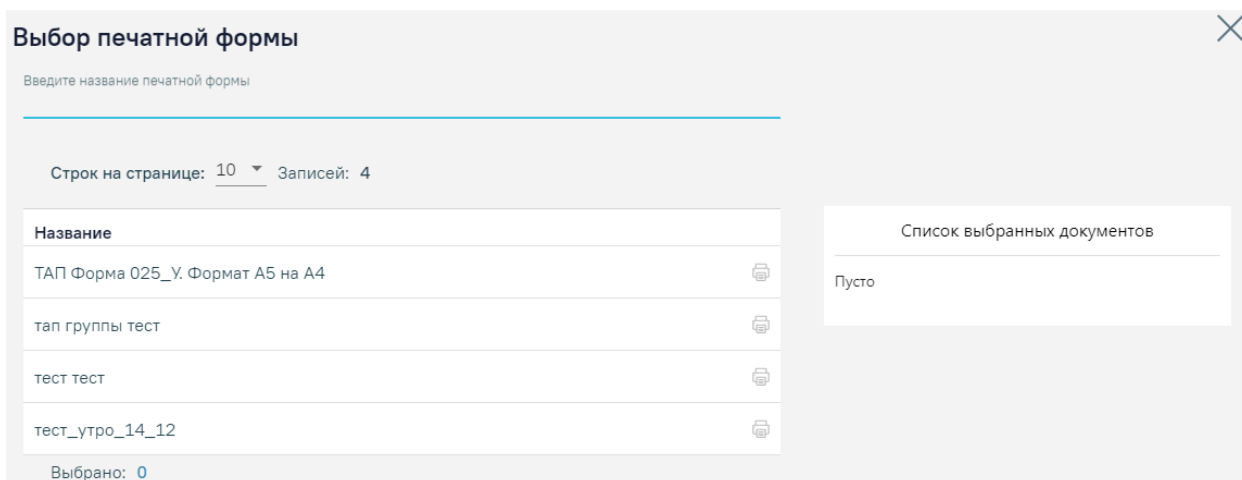 Выбор печатной формы
Введите название печатной формы
Строк на странице: 10 Записей: 4
Название
ТАП Форма 025_У. Формат А5 на А4
тап группы тест
тест тест
тест_утро_14_12
Выбрано: 0
Список выбранных документов
Пусто